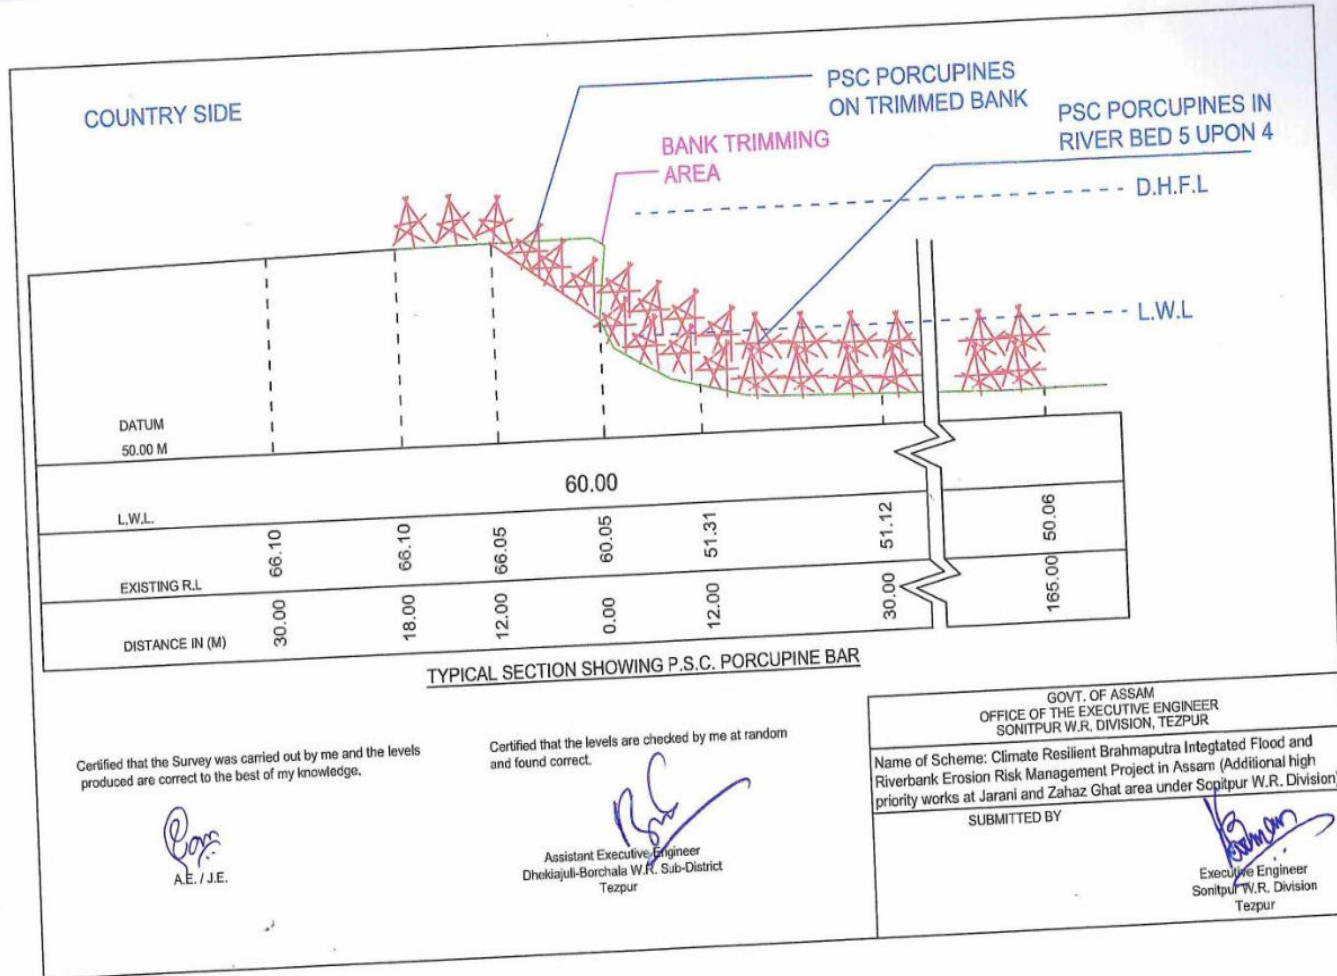 COUNTRY SIDE
PSC PORCUPINES
ON TRIMMED BANK
BANK TRIMMING
AREA
PSC PORCUPINES IN
RIVER BED 5 UPON 4
D.H.F.L
L.W.L
DATUM
50.00 M
L.W.L. 60.00
EXISTING R.L 66.10 66.10 66.05 60.05 51.31 51.12 50.06
DISTANCE IN (M) 30.00 18.00 12.00 0.00 12.00 30.00 165.00
TYPICAL SECTION SHOWING P.S.C. PORCUPINE BAR
Certified that the Survey was carried out by me and the levels
produced are correct to the best of my knowledge.
A.E. / J.E.
Certified that the levels are checked by me at random
and found correct.
Assistant Executive Engineer
Dhekiajuli-Borchala W.R. Sub-District
Tezpur
GOVT. OF ASSAM
OFFICE OF THE EXECUTIVE ENGINEER
SONITPUR W.R, DIVISION, TEZPUR
Name of Scheme: Climate Resilient Brahmaputra Integtated Flood and
Riverbank Erosion Risk Management Project in Assam (Additional high
priority works at Jarani and Zahaz Ghat area under Sonitpur W.R. Division)
SUBMITTED BY
Executive Engineer
Sonitpur W.R. Division
Tezpur